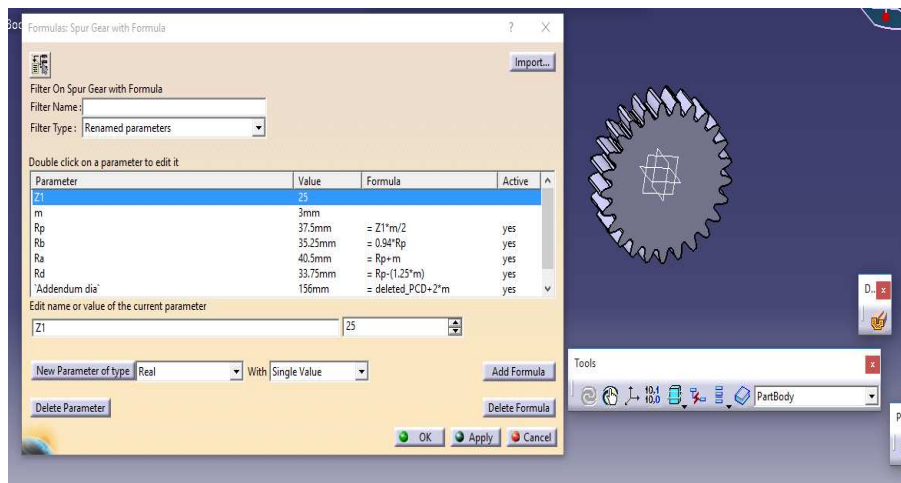 Formulas: Spur Gear with Formula ? X
Import...
Filter On Spur Gear with Formula
Filter Name :
Filter Type : Renamed parameters
Double click on a parameter to edit it
Parameter Value Formula Active
Z1 25
m 3mm
Rp 37.5mm = Z1*m/2 yes
Rb 35.25mm = 0.94*Rp yes
Ra 40.5mm = Rp+m yes
Rd 33.75mm = Rp-(1.25*m) yes
`Addendum dia` 156mm = deleted_PCD+2*m yes
Edit name or value of the current parameter
Z1 25
New Parameter of type Real With Single Value Add Formula
Delete Parameter Delete Formula
OK Apply Cancel
D.. x
Tools x
10.1
10.0
PartBody
P